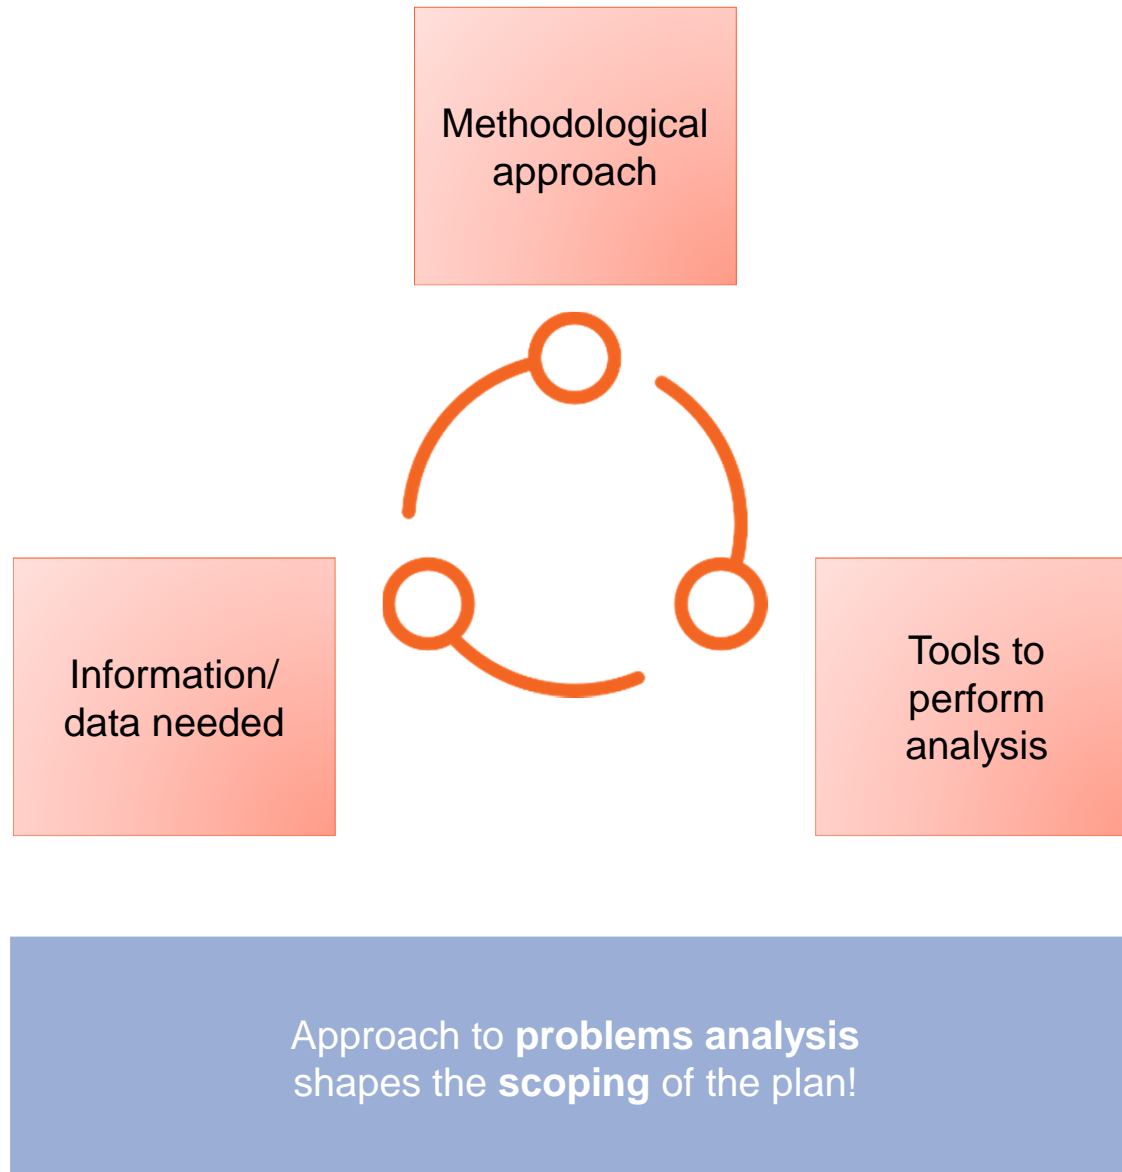 Methodological
approach
Information/
data needed
Tools to
perform
analysis
Approach to problems analysis
shapes the scoping of the plan!